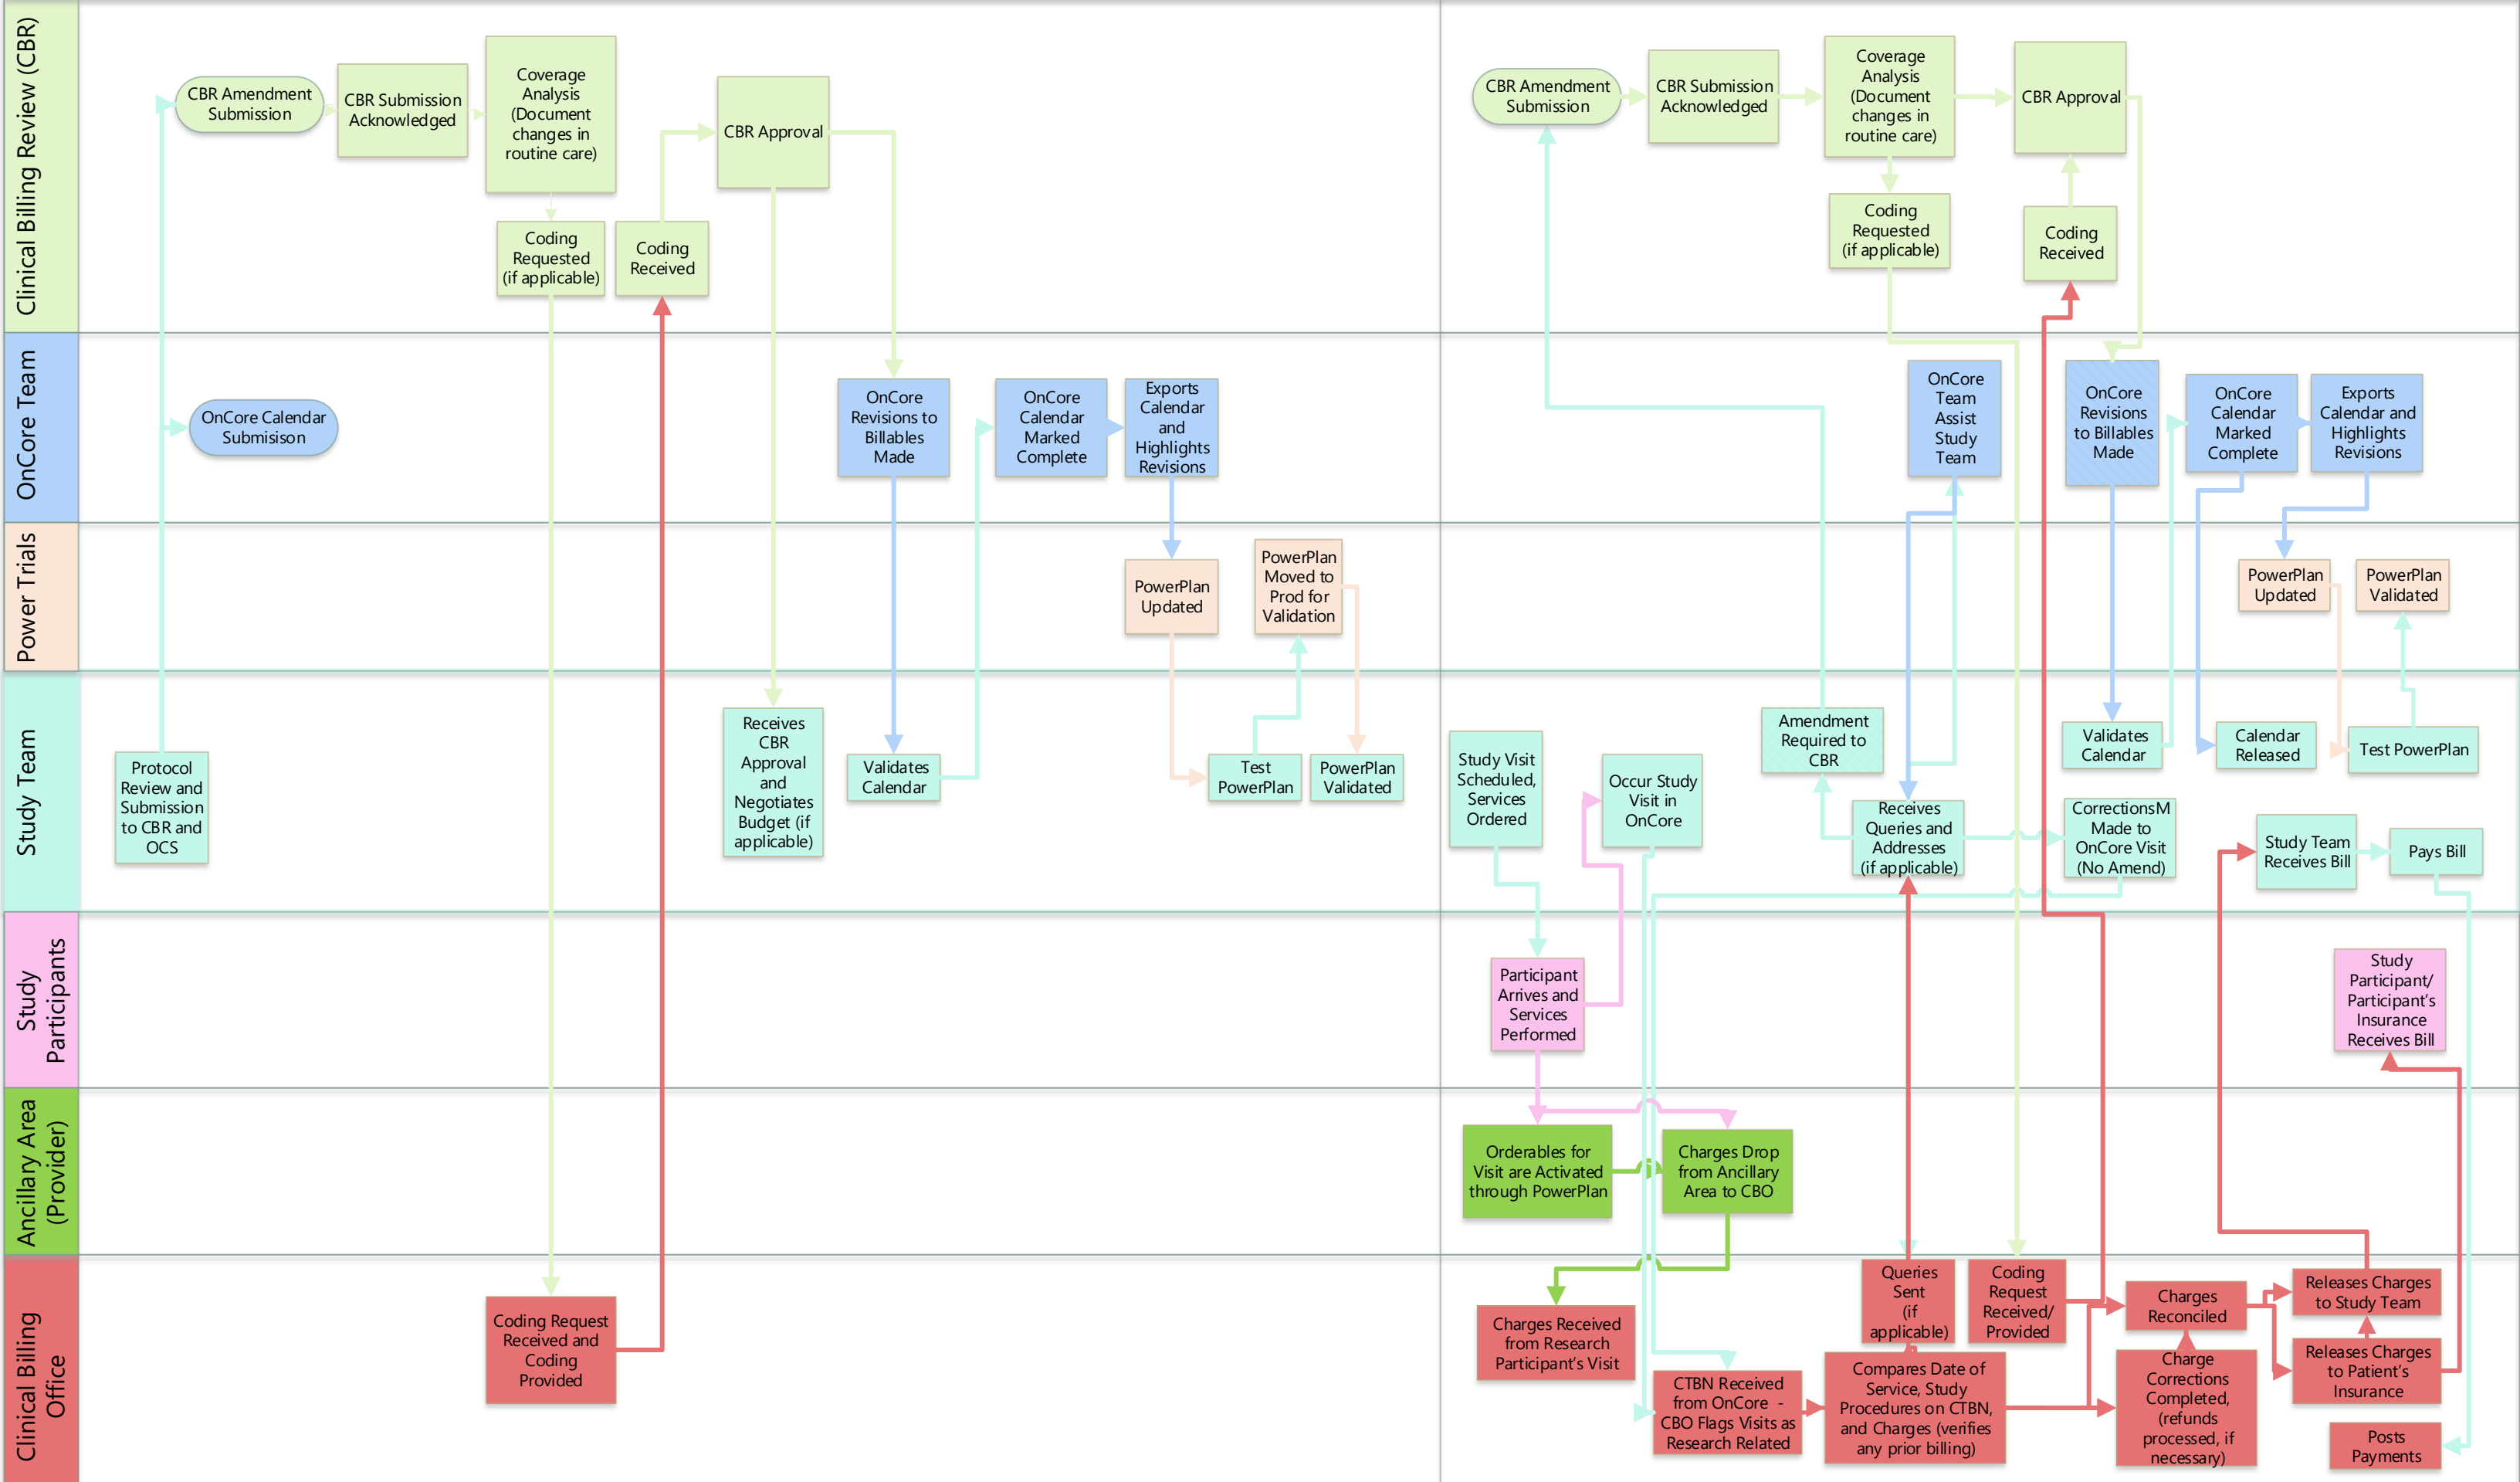 Clinical Billing Review (CBR)
CBR Amendment
Submission
CBR Submission
Acknowledged
Coverage
Analysis
(Document
changes in
routine care)
Coding
Requested
(if applicable)
Coding
Received
CBR Approval
CBR Amendment
Submission
CBR Submission
Acknowledged
Coverage
Analysis
(Document
changes in
routine care)
Coding
Requested
(if applicable)
CBR Approval
Coding
Received
OnCore Team
OnCore Calendar
Submisison
OnCore
Revisions to
Billables
Made
OnCore
Calendar
Marked
Complete
Exports
Calendar
and
Highlights
Revisions
OnCore
Team
Assist
Study
Team
OnCore
Revisions
to Billables
Made
OnCore
Calendar
Marked
Complete
Exports
Calendar and
Highlights
Revisions
Power Trials
PowerPlan
Updated
PowerPlan
Moved to
Prod for
Validation
PowerPlan
Updated
PowerPlan
Validated
Study Team
Protocol
Review and
Submission
to CBR and
OCS
Receives
CBR
Approval
and
Negotiates
Budget (if
applicable)
Validates
Calendar
Test
PowerPlan
PowerPlan
Validated
Study Visit
Scheduled,
Services
Ordered
Occur Study
Visit in
OnCore
Amendment
Required to
CBR
Receives
Queries and
Addresses
(if applicable)
Validates
Calendar
CorrectionsM
Made to
OnCore Visit
(No Amend)
Calendar
Released
Test PowerPlan
Study Team
Receives Bill
Pays Bill
Study
Participants
Participant
Arrives and
Services
Performed
Study
Participant/
Participant's
Insurance
Receives Bill
Ancillary Area
(Provider)
Orderables for
Visit are Activated
through PowerPlan
Charges Drop
from Ancillary
Area to CBO
Clinical Billing
Office
Coding Request
Received and
Coding
Provided
Charges Received
from Research
Participant's Visit
CTBN Received
from OnCore -
CBO Flags Visits as
Research Related
Queries
Sent
(if
applicable)
Compares Date of
Service, Study
Procedures on CTBN,
and Charges (verifies
any prior billing)
Coding
Request
Received/
Provided
Charges
Reconciled
Charge
Corrections
Completed,
(refunds
processed, if
necessary)
Releases Charges
to Study Team
Releases Charges
to Patient's
Insurance
Posts
Payments